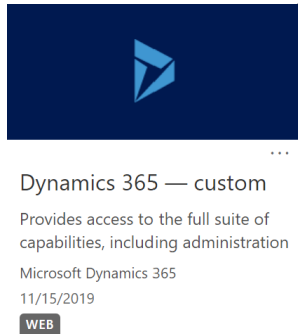 Dynamics 365 — custom
Provides access to the full suite of
capabilities, including administration
Microsoft Dynamics 365
11/15/2019
WEB